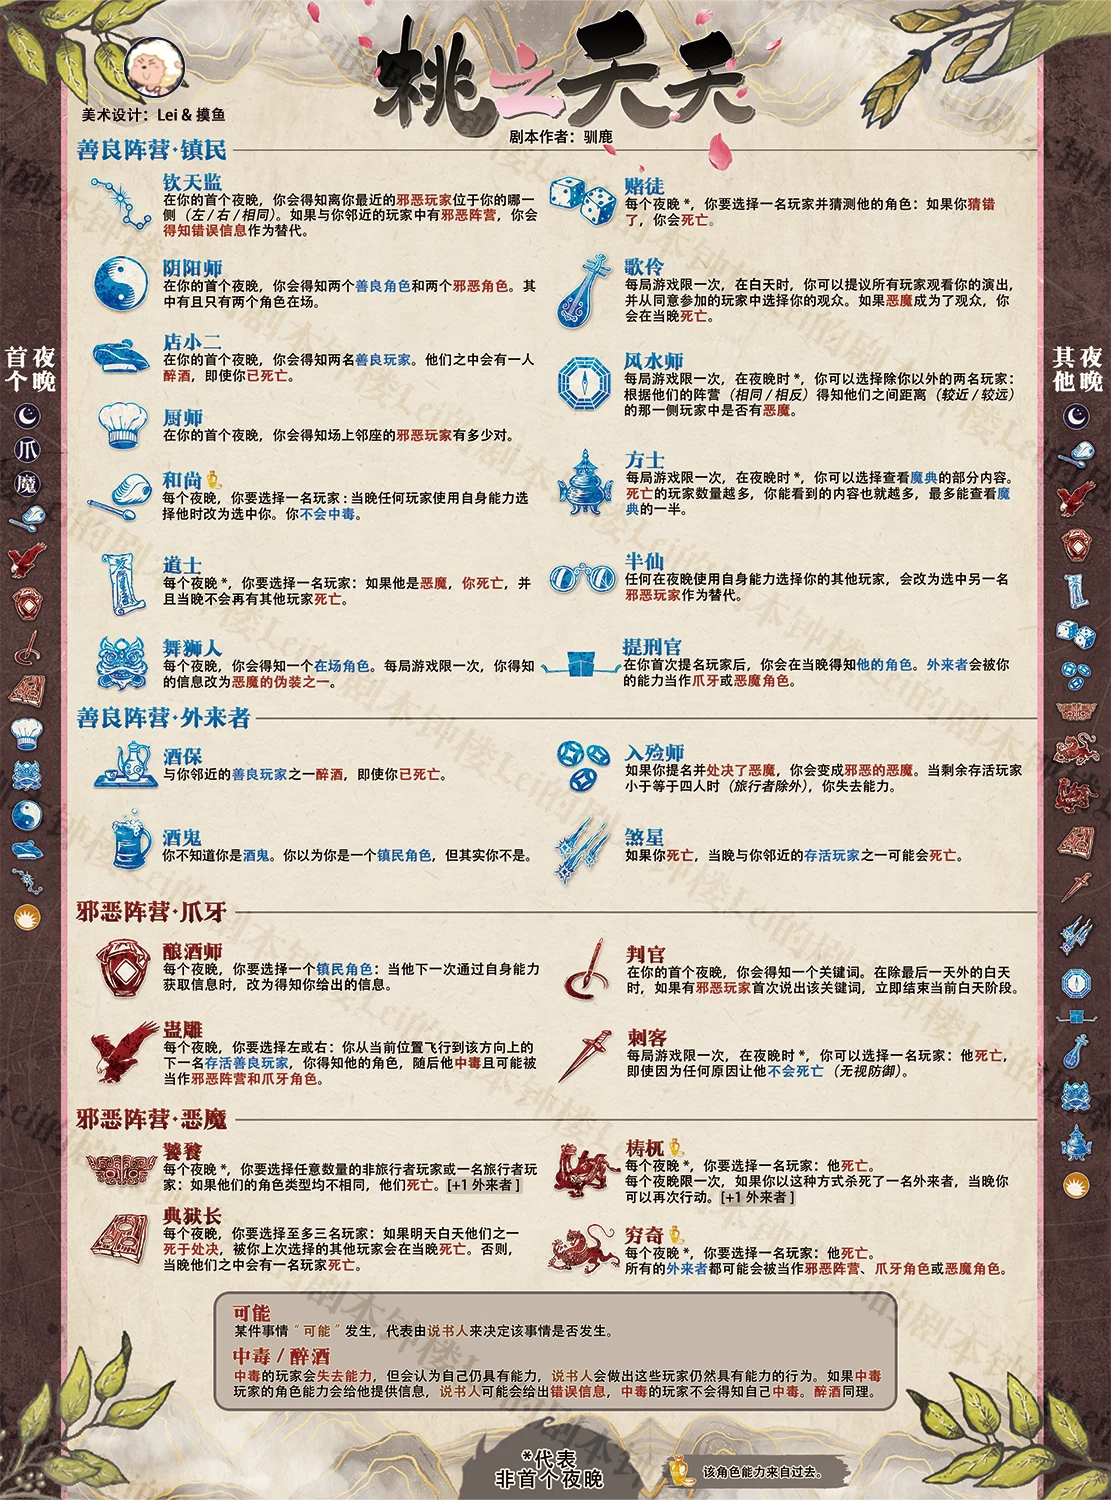 桃之夭夭
美术设计：Lei & 摸鱼
剧本作者：驯鹿
善良阵营·镇民
钦天监
在你的首个夜晚，你会得知离你最近的邪恶玩家位于你的哪一
侧（左 / 右 / 相同）。如果与你邻近的玩家中有邪恶阵营，你会
得知错误信息作为替代。
阴阳师
在你的首个夜晚，你会得知两个善良角色和两个邪恶角色。其
中有且只有两个角色在场。
店小二
在你的首个夜晚，你会得知两名善良玩家。他们之中会有一人
醉酒，即使你已死亡。
厨师
在你的首个夜晚，你会得知场上邻座的邪恶玩家有多少对。
和尚
每个夜晚，你要选择一名玩家：当晚任何玩家使用自身能力选
择他时改为选中你。你不会中毒。
道士
每个夜晚 *，你要选择一名玩家：如果他是恶魔，你死亡，并
且当晚不会再有其他玩家死亡。
舞狮人
每个夜晚，你会得知一个在场角色。每局游戏限一次，你得知
的信息改为恶魔的伪装之一。
赌徒
每个夜晚 *，你要选择一名玩家并猜测他的角色：如果你猜错
了，你会死亡。
歌伶
每局游戏限一次，在白天时，你可以提议所有玩家观看你的演出，
并从同意参加的玩家中选择你的观众。如果恶魔成为了观众，你
会在当晚死亡。
风水师
每局游戏限一次，在夜晚时 *，你可以选择除你以外的两名玩家：
根据他们的阵营（相同 / 相反）得知他们之间距离（较近 / 较远）
的那一侧玩家中是否有恶魔。
方士
每局游戏限一次，在夜晚时 *，你可以选择查看魔典的部分内容。
死亡的玩家数量越多，你能看到的内容也就越多，最多能查看魔
典的一半。
半仙
任何在夜晚使用自身能力选择你的其他玩家，会改为选中另一名
邪恶玩家作为替代。
提刑官
在你首次提名玩家后，你会在当晚得知他的角色。外来者会被你
的能力当作爪牙或恶魔角色。
善良阵营·外来者
酒保
与你邻近的善良玩家之一醉酒，即使你已死亡。
酒鬼
你不知道你是酒鬼。你以为你是一个镇民角色，但其实你不是。
入殓师
如果你提名并处决了恶魔，你会变成邪恶的恶魔。当剩余存活玩家
小于等于四人时（旅行者除外），你失去能力。
煞星
如果你死亡，当晚与你邻近的存活玩家之一可能会死亡。
邪恶阵营·爪牙
酿酒师
每个夜晚，你要选择一个镇民角色：当他下一次通过自身能力
获取信息时，改为得知你给出的信息。
蛊雕
每个夜晚，你要选择左或右：你从当前位置飞行到该方向上的
下一名存活善良玩家，你得知他的角色，随后他中毒且可能被
当作邪恶阵营和爪牙角色。
判官
在你的首个夜晚，你会得知一个关键词。在除最后一天外的白天
时，如果有邪恶玩家首次说出该关键词，立即结束当前白天阶段。
刺客
每局游戏限一次，在夜晚时 *，你可以选择一名玩家：他死亡，
即使因为任何原因让他不会死亡（无视防御）。
邪恶阵营·恶魔
饕餮
每个夜晚 *，你要选择任意数量的非旅行者玩家或一名旅行者玩
家：如果他们的角色类型均不相同，他们死亡。[+1 外来者 ]
典狱长
每个夜晚，你要选择至多三名玩家：如果明天白天他们之一
死于处决，被你上次选择的其他玩家会在当晚死亡。否则，
当晚他们之中会有一名玩家死亡。
梼杌
每个夜晚 *，你要选择一名玩家：他死亡。
每个夜晚限一次，如果你以这种方式杀死了一名外来者，当晚你
可以再次行动。[+1 外来者 ]
穷奇
每个夜晚 *，你要选择一名玩家：他死亡。
所有的外来者都可能会被当作邪恶阵营、爪牙角色或恶魔角色。
可能
某件事情“ 可能 ”发生，代表由说书人来决定该事情是否发生。
中毒 / 醉酒
中毒的玩家会失去能力，但会认为自己仍具有能力，说书人会做出这些玩家仍然具有能力的行为。如果中毒
玩家的角色能力会给他提供信息，说书人可能会给出错误信息，中毒的玩家不会得知自己中毒。醉酒同理。
*代表
非首个夜晚
该角色能力来自过去。
首个
夜晚
爪
魔
其他
夜晚